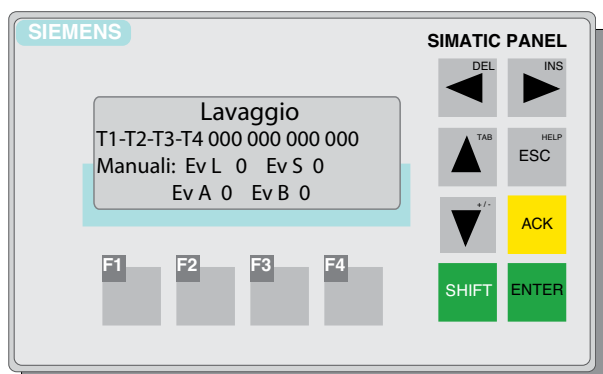 SIEMENS
SIMATIC PANEL
Lavaggio
T1-T2-T3-T4 000 000 000 000
Manuali: Ev L 0 Ev S 0
Ev A 0 Ev B 0
DEL
INS
TAB
HELP
ESC
+/-
ACK
F1 F2 F3 F4
SHIFT
ENTER